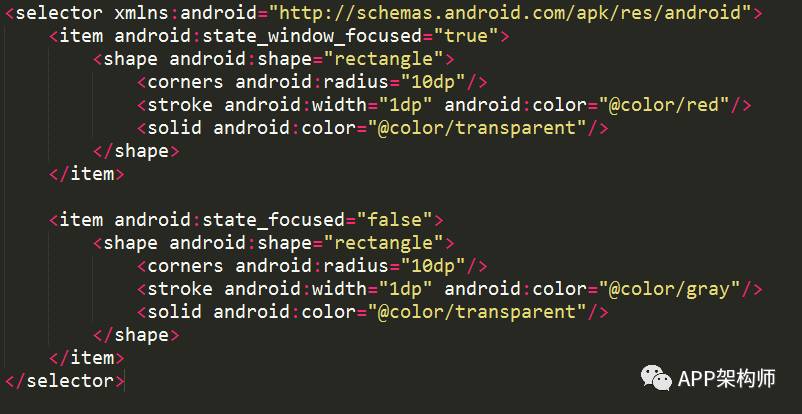 <selector xmlns:android="http://schemas.android.com/apk/res/android">
    <item android:state_window_focused="true">
        <shape android:shape="rectangle">
            <corners android:radius="10dp"/>
            <stroke android:width="1dp" android:color="@color/red"/>
            <solid android:color="@color/transparent"/>
        </shape>
    </item>

    <item android:state_focused="false">
        <shape android:shape="rectangle">
            <corners android:radius="10dp"/>
            <stroke android:width="1dp" android:color="@color/gray"/>
            <solid android:color="@color/transparent"/>
        </shape>
    </item>
</selector>
APP架构师